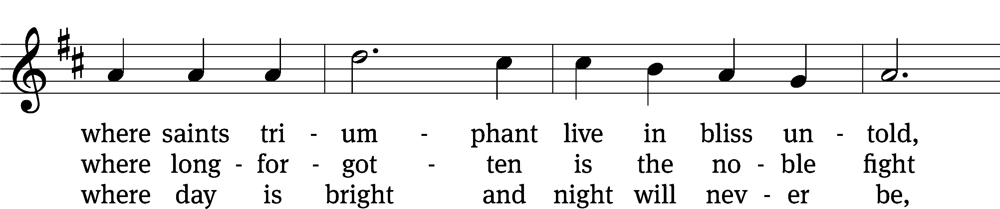 where saints tri - um - phant live in bliss un - told,
where long - for - got - ten is the no - ble fight
where day is bright and night will nev - er be,